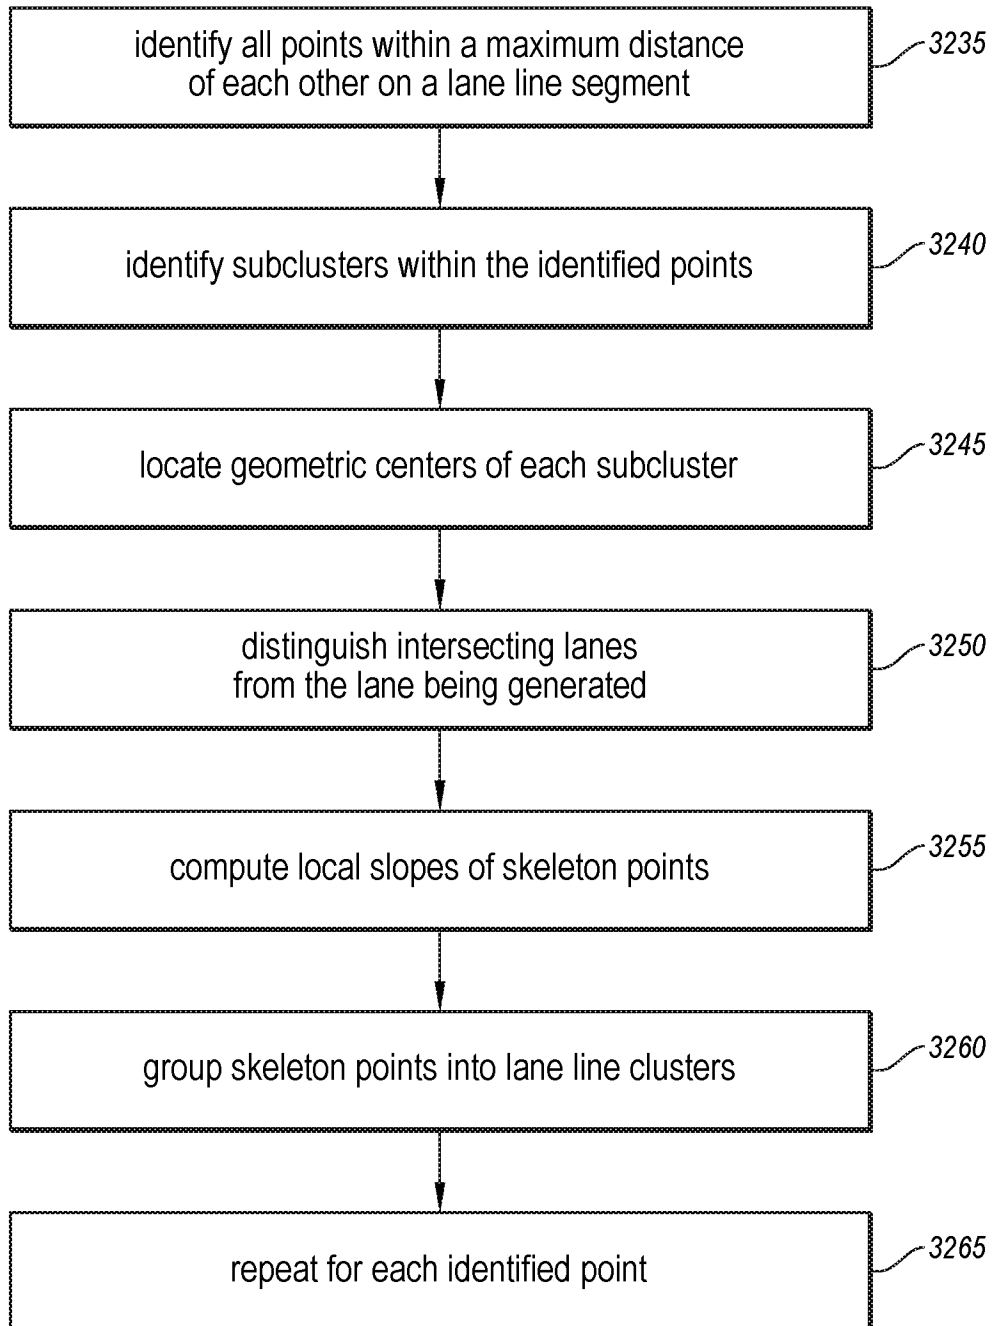 identify all points within a maximum distance
of each other on a lane line segment
3235
identify subclusters within the identified points
3240
locate geometric centers of each subcluster
3245
distinguish intersecting lanes
from the lane being generated
3250
compute local slopes of skeleton points
3255
group skeleton points into lane line clusters
3260
repeat for each identified point
3265